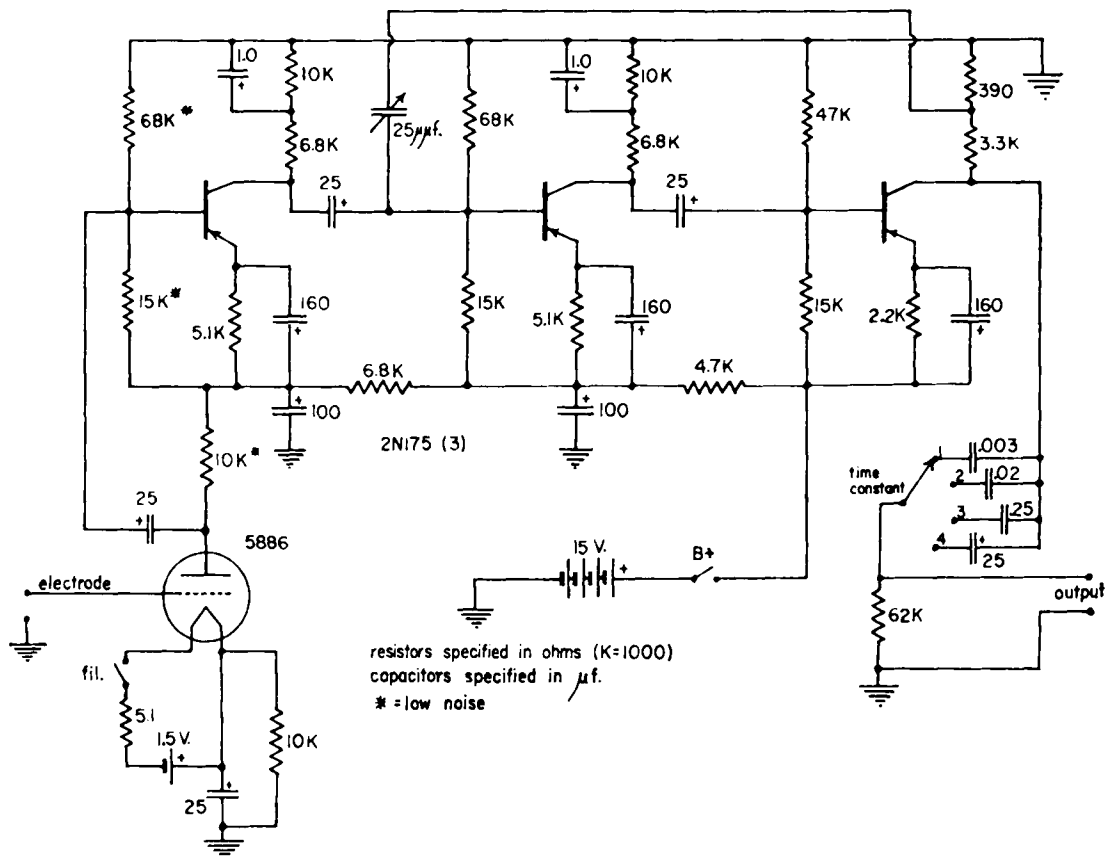 1.0
10K
1.0
10K
390
68K*
25μμf.
68K
47K
6.8K
6.8K
3.3K
25
+
25
+
15K*
160
15K
160
15K
160
5.1K
5.1K
2.2K
6.8K
4.7K
100
100
2N175 (3)
10K*
time
constant
1
.003
2
.02
3
.25
4
25
25
5886
15 V.
B+
electrode
output
62K
resistors specified in ohms (K=1000)
capacitors specified in μf.
* = low noise
fil.
5.1
1.5 V.
10K
25